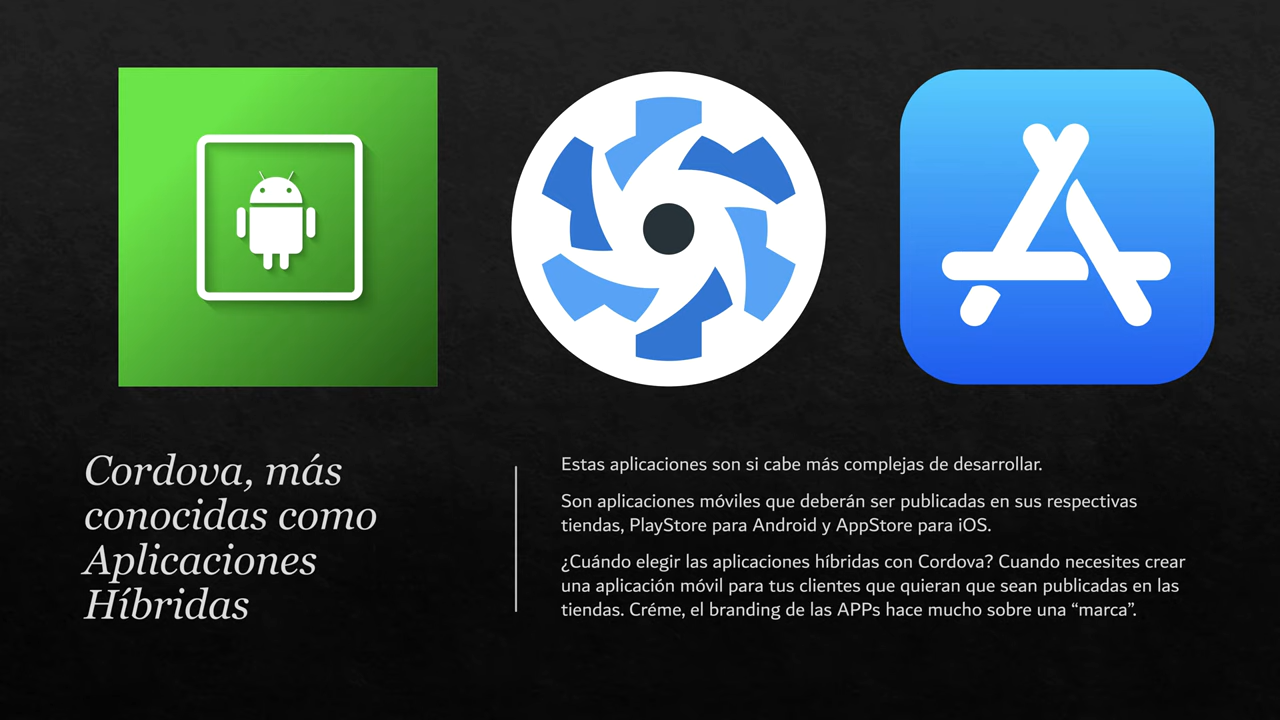 Cordova, más
conocidas como
Aplicaciones
Híbridas
Estas aplicaciones son si cabe más complejas de desarrollar.
Son aplicaciones móviles que deberán ser publicadas en sus respectivas
tiendas, PlayStore para Android y AppStore para iOS.
¿Cuándo elegir las aplicaciones híbridas con Cordova? Cuando necesites crear
una aplicación móvil para tus clientes que quieran que sean publicadas en las
tiendas. Créme, el branding de las APPs hace mucho sobre una “marca”.